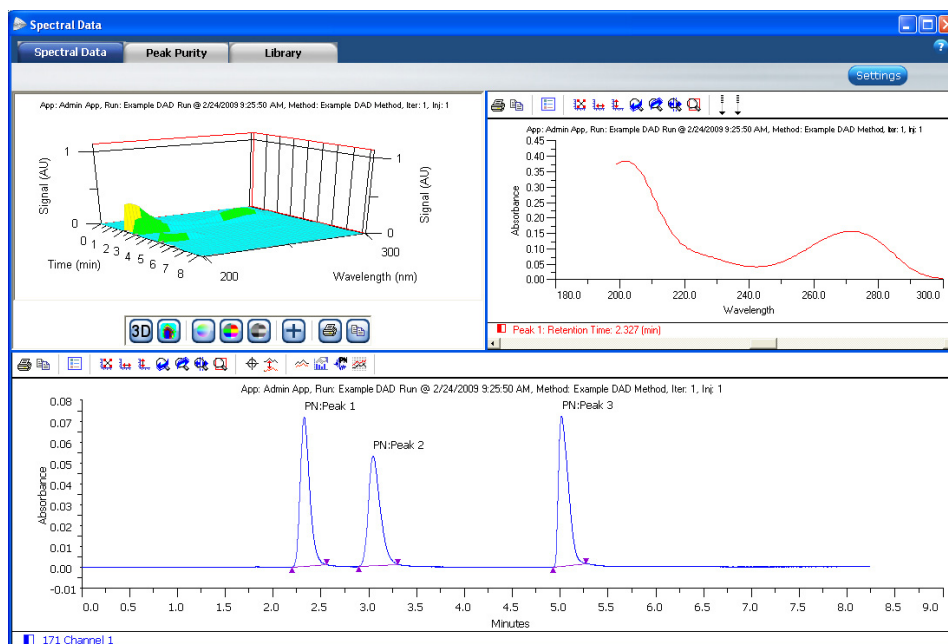 Spectral Data
Spectral Data Peak Purity Library
Settings
App: Admin App, Run: Example DAD Run @ 2/24/2009 9:25:50 AM, Method: Example DAD Method, Iter: 1, Inj: 1
1
1
Signal (AU)
Signal (AU)
0
0
0 1 2 3 4 5 6 7 8
300
Time (min)
200
Wavelength (nm)
3D
App: Admin App, Run: Example DAD Run @ 2/24/2009 9:25:50 AM, Method: Example DAD Method, Iter: 1, Inj: 1
0.45
0.40
0.35
0.30
0.25
0.20
0.15
0.10
0.05
0.00
Absorbance
180.0 200.0 220.0 240.0 260.0 280.0 300.0
Wavelength
Peak 1: Retention Time: 2.327 (min)
App: Admin App, Run: Example DAD Run @ 2/24/2009 9:25:50 AM, Method: Example DAD Method, Iter: 1, Inj: 1
0.08
0.06
0.05
0.04
0.03
0.02
0.01
0.00
-0.01
Absorbance
PN:Peak 1
PN:Peak 2
PN:Peak 3
0.0 0.5 1.0 1.5 2.0 2.5 3.0 3.5 4.0 4.5 5.0 5.5 6.0 6.5 7.0 7.5 8.0 8.5 9.0
Minutes
171 Channel 1